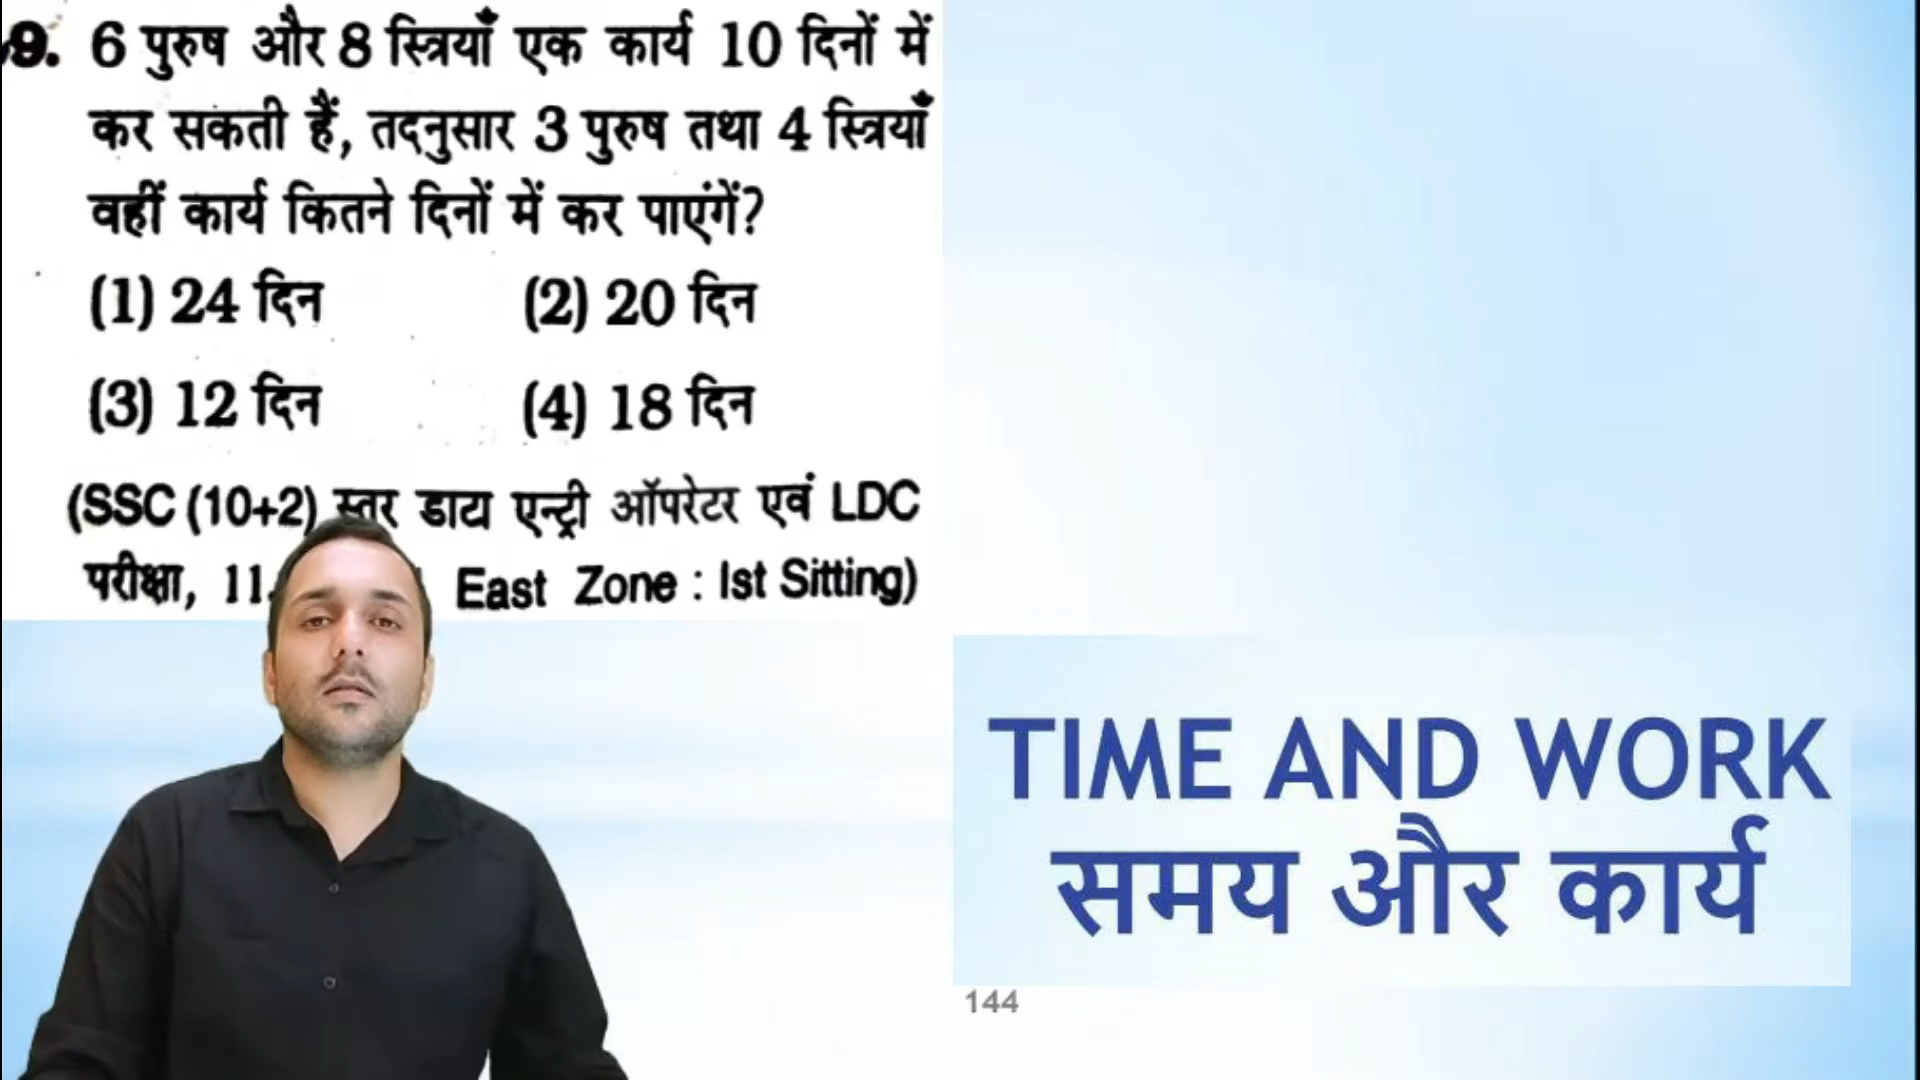 9. 6 पुरुष और 8 स्त्रियाँ एक कार्य 10 दिनों में
कर सकती हैं, तदनुसार 3 पुरुष तथा 4 स्त्रियाँ
वहीं कार्य कितने दिनों में कर पाएंगें?
(1) 24 दिन (2) 20 दिन
(3) 12 दिन (4) 18 दिन
(SSC (10+2) स्तर डाटा एन्ट्री ऑपरेटर एवं LDC
परीक्षा, 11. East Zone : Ist Sitting)
TIME AND WORK
समय और कार्य
144